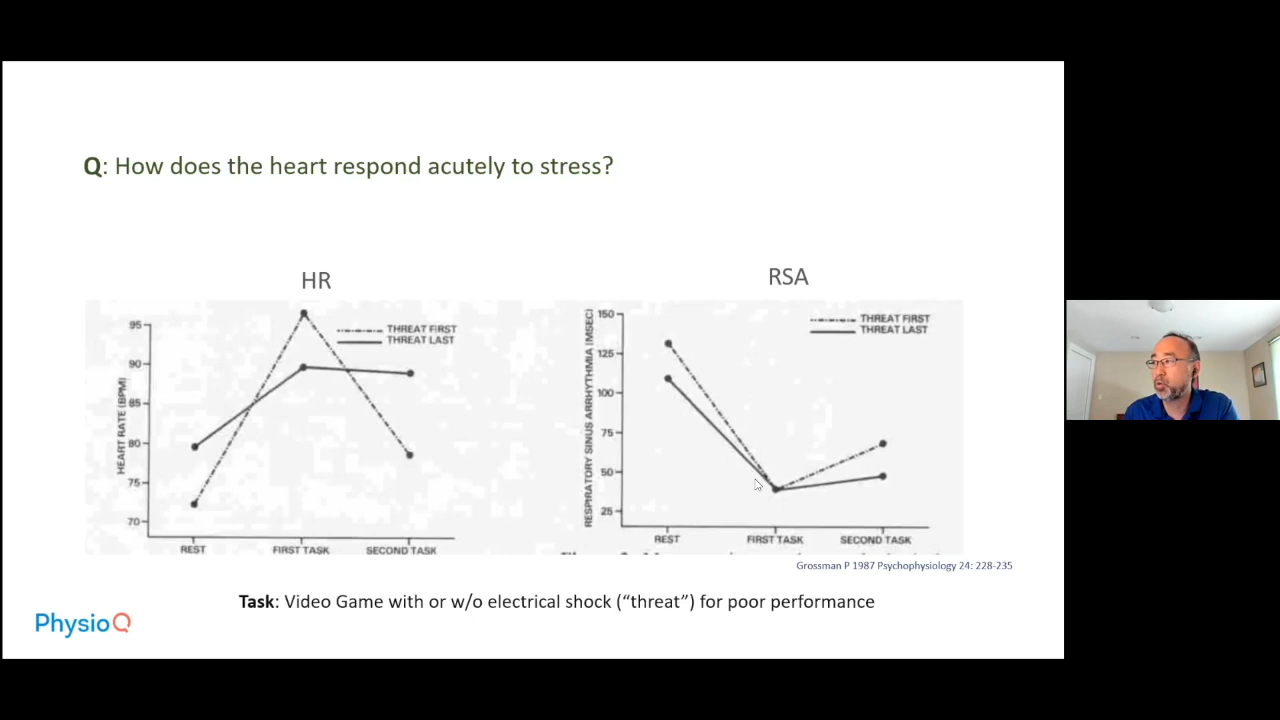 Q: How does the heart respond acutely to stress?
HR
RSA
HEART RATE (BPM)
95
90
85
80
75
70
THREAT FIRST
THREAT LAST
REST
FIRST TASK
SECOND TASK
RESPIRATORY SINUS ARRHYTHMIA (MSEC)
150
125
100
75
50
25
THREAT FIRST
THREAT LAST
REST
FIRST TASK
SECOND TASK
Grossman P 1987 Psychophysiology 24: 228-235
Task: Video Game with or w/o electrical shock (“threat”) for poor performance
PhysioQ